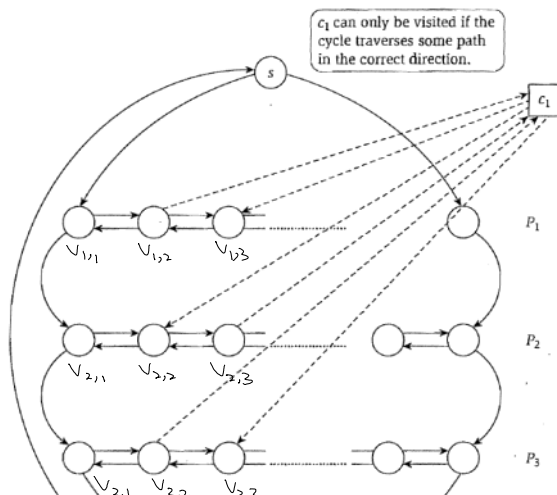 c₁ can only be visited if the
cycle traverses some path
in the correct direction.
s
c₁
P₁
V₁,₁ V₁,₂ V₁,₃
P₂
V₂,₁ V₂,₂ V₂,₃
P₃